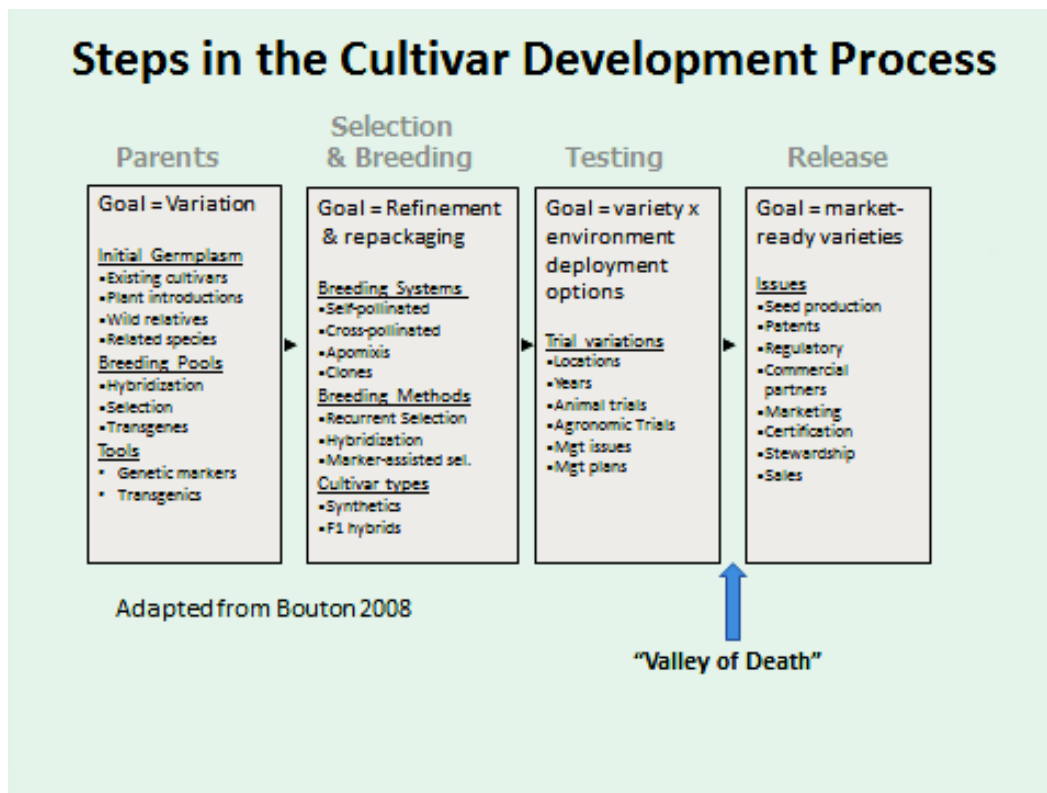 Steps in the Cultivar Development Process
Parents
Selection
& Breeding
Testing
Release
Goal = Variation
Initial Germplasm
▪Existing cultivars
▪Plant introductions
▪Wild relatives
▪Related species
Breeding Pools
▪Hybridization
▪Selection
▪Transgenes
Tools
• Genetic markers
• Transgenics
Goal = Refinement
& repackaging
Breeding Systems
▪Self-pollinated
▪Cross-pollinated
▪Apomixis
▪Clones
Breeding Methods
▪Recurrent Selection
▪Hybridization
▪Marker-assisted sel.
Cultivar types
▪Synthetics
▪F1 hybrids
Goal = variety x
environment
deployment
options
Trial variations
▪Locations
▪Years
▪Animal trials
▪Agronomic Trials
▪Mgt issues
▪Mgt plans
Goal = market-
ready varieties
Issues
▪Seed production
▪Patents
▪Regulatory
▪Commercial
partners
▪Marketing
▪Certification
▪Stewardship
▪Sales
Adapted from Bouton 2008
“Valley of Death”